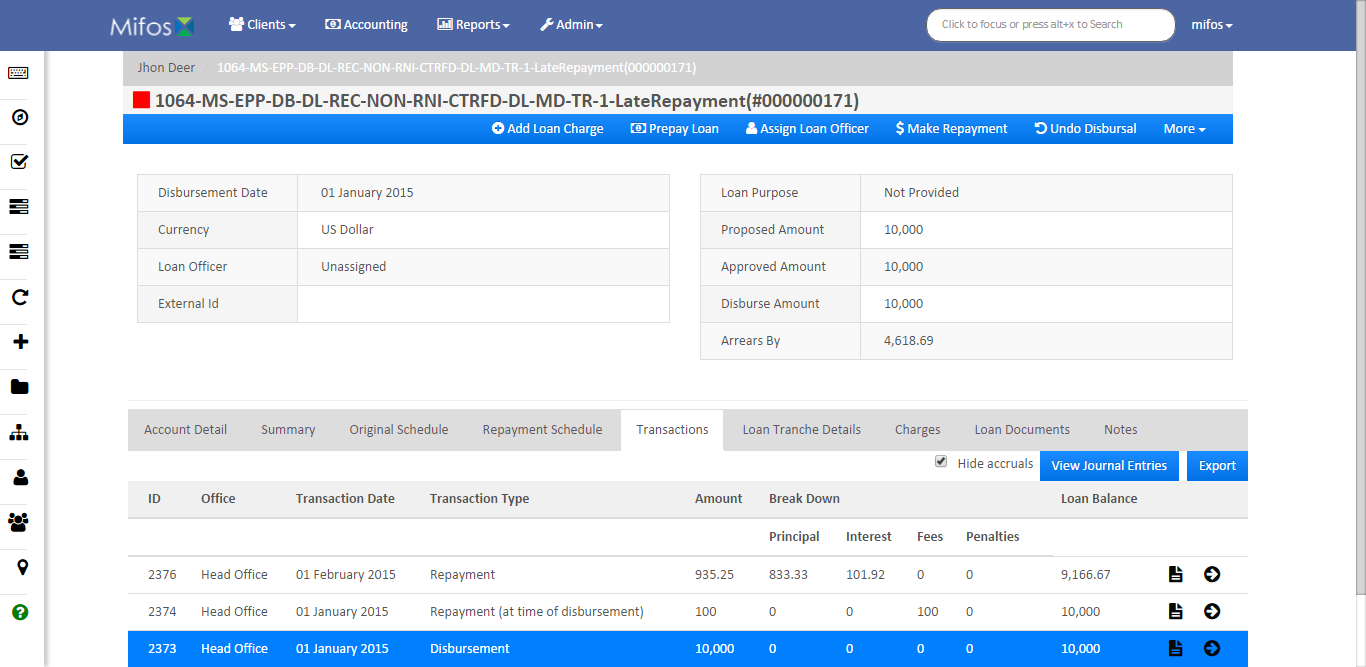 Mifos Clients Accounting Reports Admin Click to focus or press alt+x to Search mifos
Jhon Deer / 1064-MS-EPP-DB-DL-REC-NON-RNI-CTRFD-DL-MD-TR-1-LateRepayment(000000171)
1064-MS-EPP-DB-DL-REC-NON-RNI-CTRFD-DL-MD-TR-1-LateRepayment(#000000171)
Add Loan Charge Prepay Loan Assign Loan Officer $ Make Repayment Undo Disbursal More
Disbursement Date 01 January 2015
Currency US Dollar
Loan Officer Unassigned
External Id
Loan Purpose Not Provided
Proposed Amount 10,000
Approved Amount 10,000
Disburse Amount 10,000
Arrears By 4,618.69
Account Detail Summary Original Schedule Repayment Schedule Transactions Loan Tranche Details Charges Loan Documents Notes
Hide accruals View Journal Entries Export
ID Office Transaction Date Transaction Type Amount Break Down Loan Balance
Principal Interest Fees Penalties
2376 Head Office 01 February 2015 Repayment 935.25 833.33 101.92 0 0 9,166.67
2374 Head Office 01 January 2015 Repayment (at time of disbursement) 100 0 0 100 0 10,000
2373 Head Office 01 January 2015 Disbursement 10,000 0 0 0 0 10,000